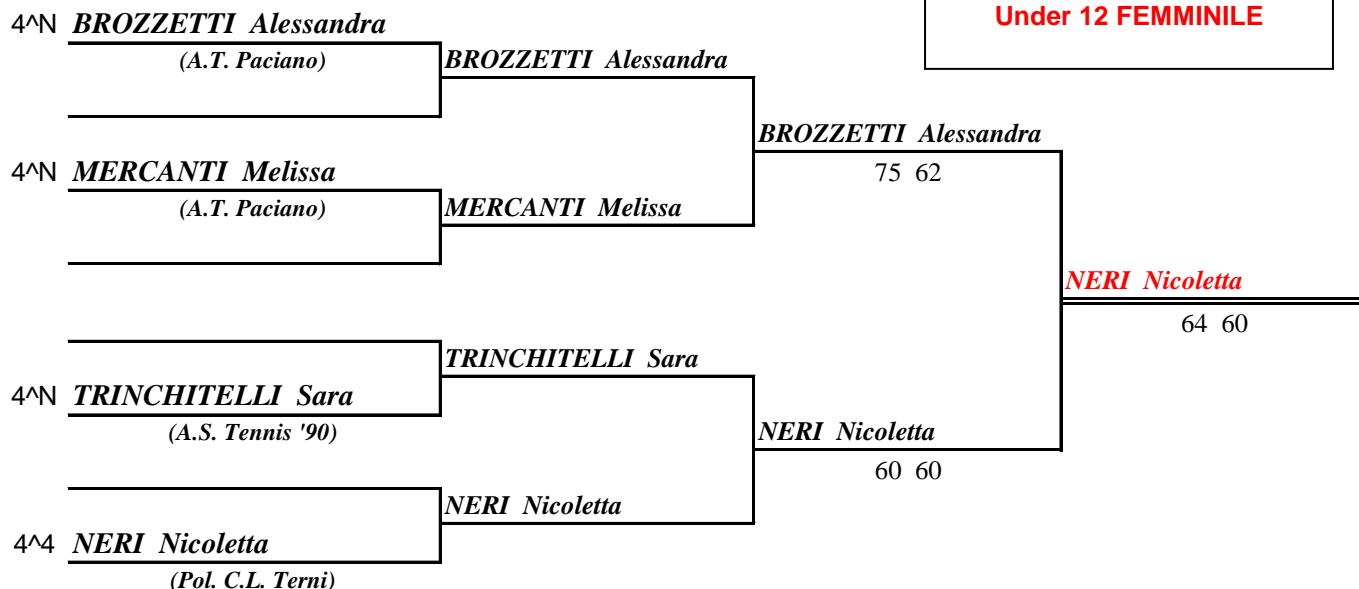 Under 12 FEMMINILE
4^N BROZZETTI Alessandra
(A.T. Paciano)
BROZZETTI Alessandra
BROZZETTI Alessandra
75 62
4^N MERCANTI Melissa
(A.T. Paciano)
MERCANTI Melissa
NERI Nicoletta
64 60
TRINCHITELLI Sara
4^N TRINCHITELLI Sara
(A.S. Tennis '90)
NERI Nicoletta
60 60
NERI Nicoletta
4^4 NERI Nicoletta
(Pol. C.L. Terni)